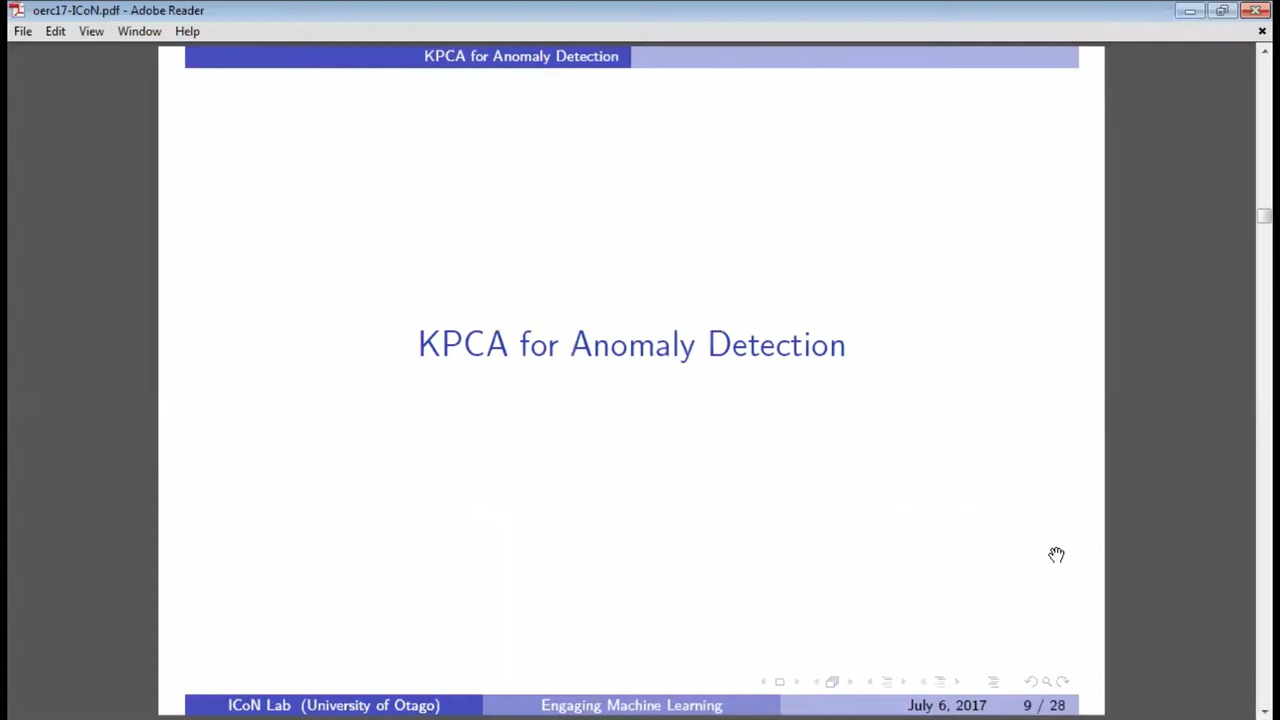 oerc17-ICoN.pdf - Adobe Reader
File Edit View Window Help
KPCA for Anomaly Detection
KPCA for Anomaly Detection
ICoN Lab (University of Otago) Engaging Machine Learning July 6, 2017 9 / 28